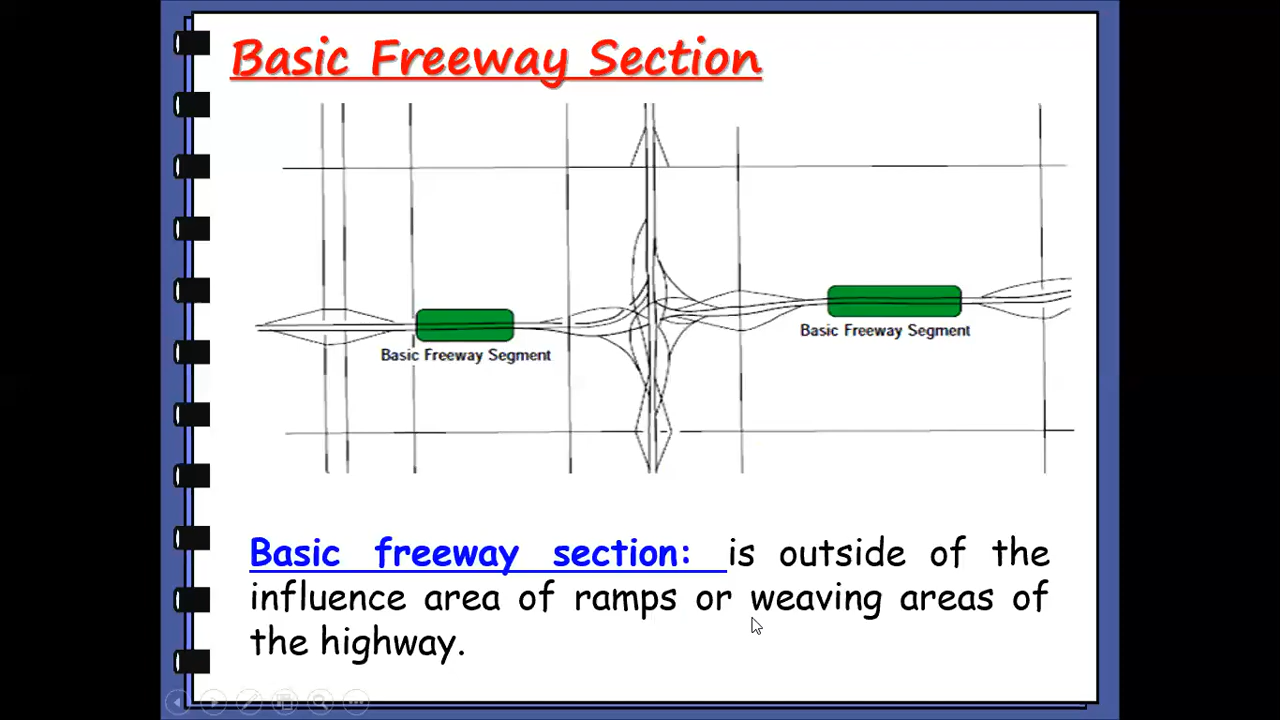 Basic Freeway Section
Basic Freeway Segment
Basic Freeway Segment
Basic freeway section: is outside of the
influence area of ramps or weaving areas of
the highway.